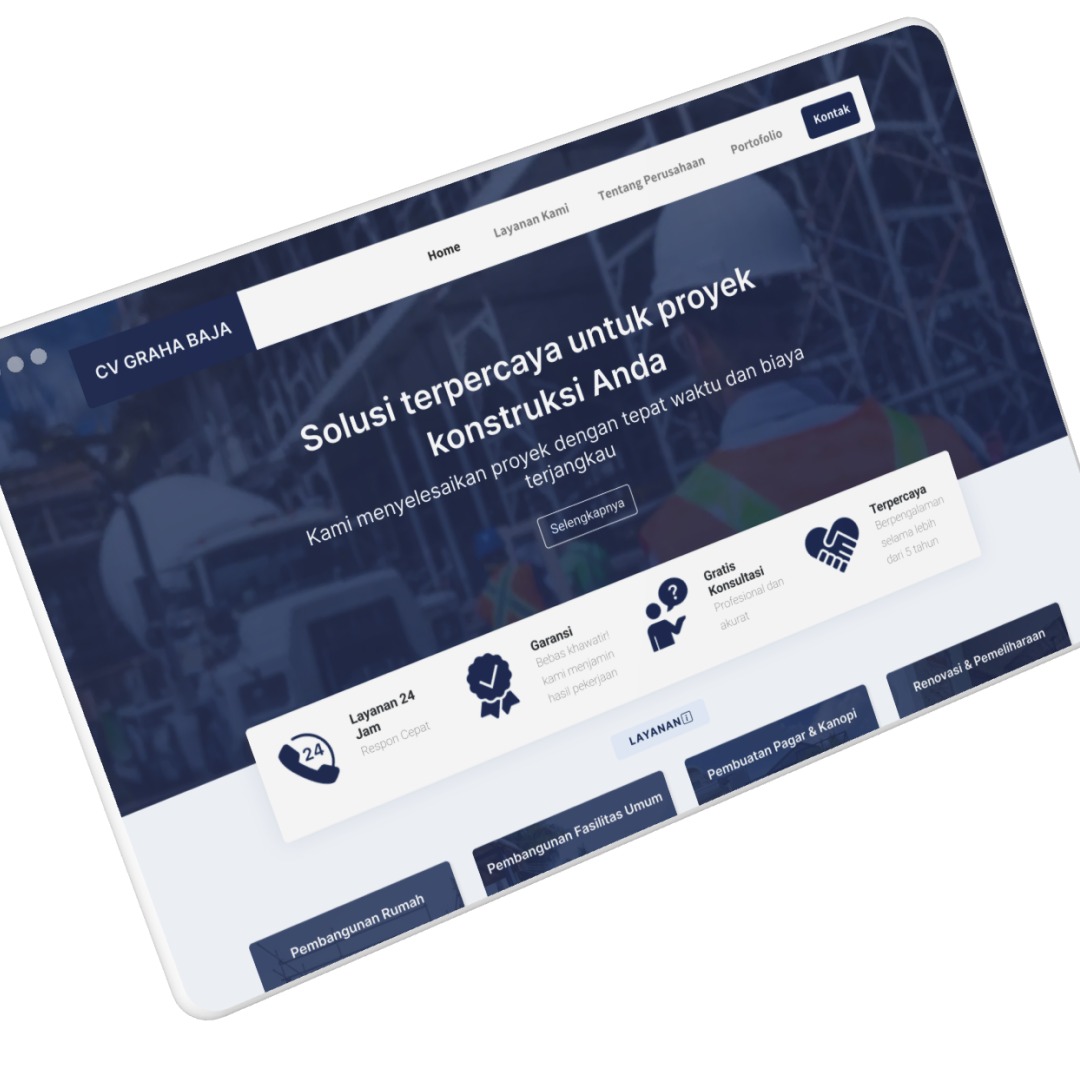 CV GRAHA BAJA
Home
Layanan Kami
Tentang Perusahaan
Portofolio
Kontak
Solusi terpercaya untuk proyek
konstruksi Anda
Kami menyelesaikan proyek dengan tepat waktu dan biaya
terjangkau
Selengkapnya
24
Layanan 24
Jam
Respon Cepat
Garansi
Bebas khawatir!
kami menjamin
hasil pekerjaan
?
Gratis
Konsultasi
Profesional dan
akurat
Terpercaya
Berpengalaman
selama lebih
dari 5 tahun
LAYANAN
Pembangunan Rumah
Pembangunan Fasilitas Umum
Pembuatan Pagar & Kanopi
Renovasi & Pemeliharaan